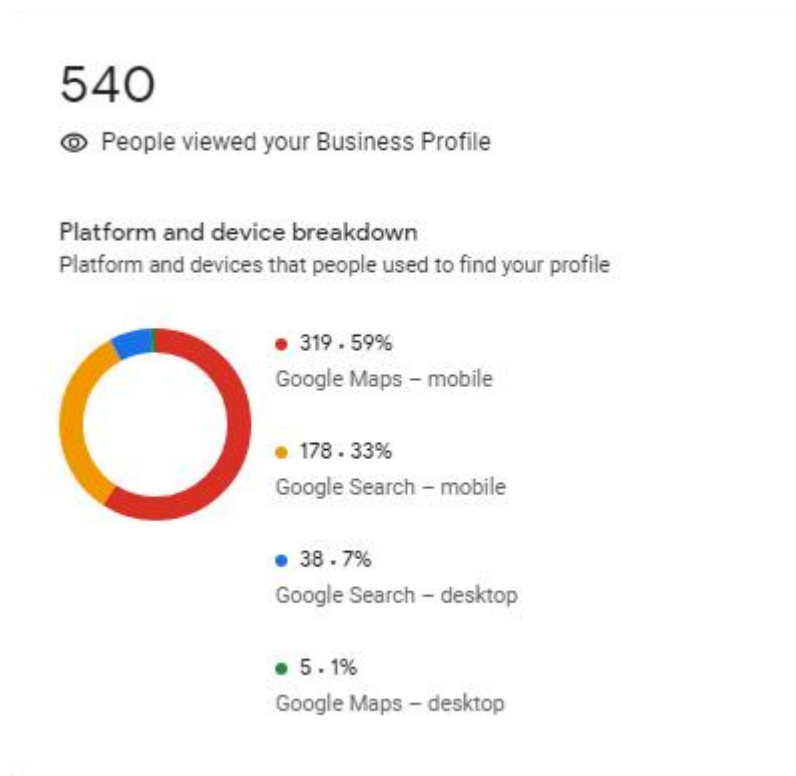 540
People viewed your Business Profile
Platform and device breakdown
Platform and devices that people used to find your profile
319 • 59%
Google Maps – mobile
178 • 33%
Google Search – mobile
38 • 7%
Google Search – desktop
5 • 1%
Google Maps – desktop